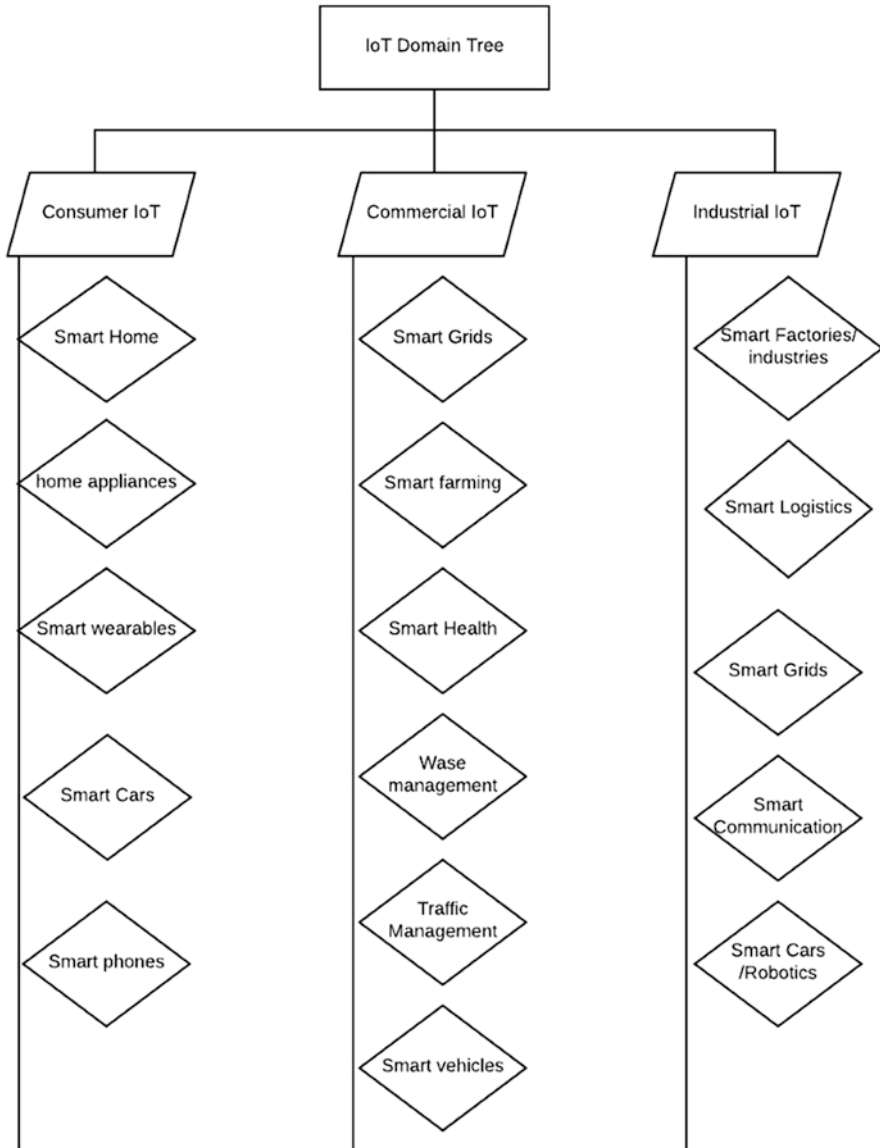 IoT Domain Tree
Consumer IoT
Commercial IoT
Industrial IoT
Smart Home
home appliances
Smart wearables
Smart Cars
Smart phones
Smart Grids
Smart farming
Smart Health
Wase
management
Traffic
Management
Smart vehicles
Smart Factories/
industries
Smart Logistics
Smart Grids
Smart
Communication
Smart Cars
/Robotics